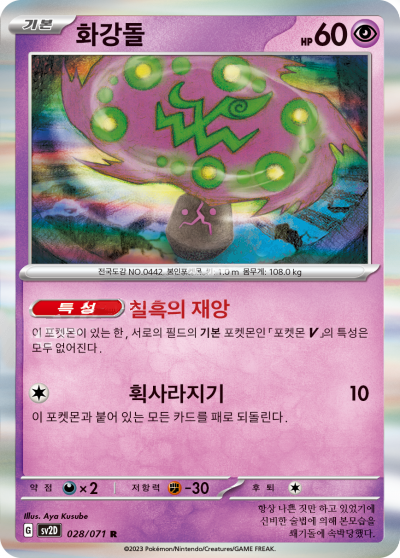 기본 화강돌 HP 60
전국도감 NO.0442 봉인포켓몬 키: 1.0 m 몸무게: 108.0 kg
특성 칠흑의 재앙
이 포켓몬이 있는 한, 서로의 필드의 기본 포켓몬인 「포켓몬 V」의 특성은
모두 없어진다.
휙사라지기 10
이 포켓몬과 붙어 있는 모든 카드를 패로 되돌린다.
약점 ×2 저항력 -30 후퇴
Illus. Aya Kusube
G sv2D 028/071 R
항상 나쁜 짓만 하고 있었기에
신비한 술법에 의해 본모습을
쐐기돌에 속박당했다.
©2023 Pokémon/Nintendo/Creatures/GAME FREAK.